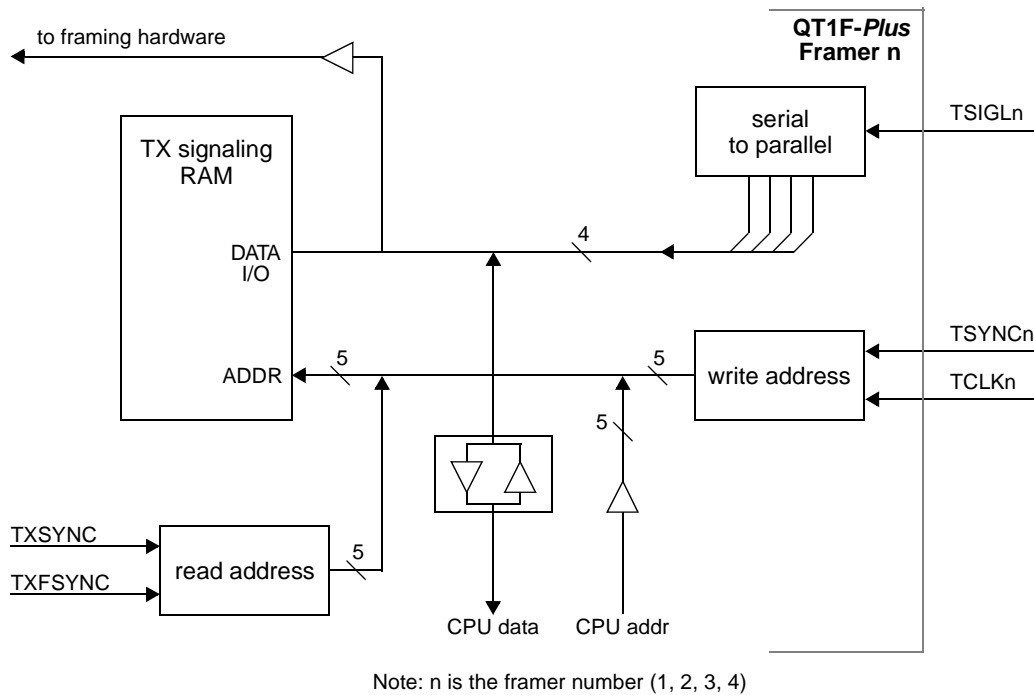 to framing hardware
QT1F-Plus
Framer n
TX signaling
RAM
serial
to parallel
TSIGLn
4
DATA
I/O
TSYNCn
5
5
ADDR
write address
TCLKn
5
TXSYNC
5
read address
TXFSYNC
CPU data
CPU addr
Note: n is the framer number (1, 2, 3, 4)